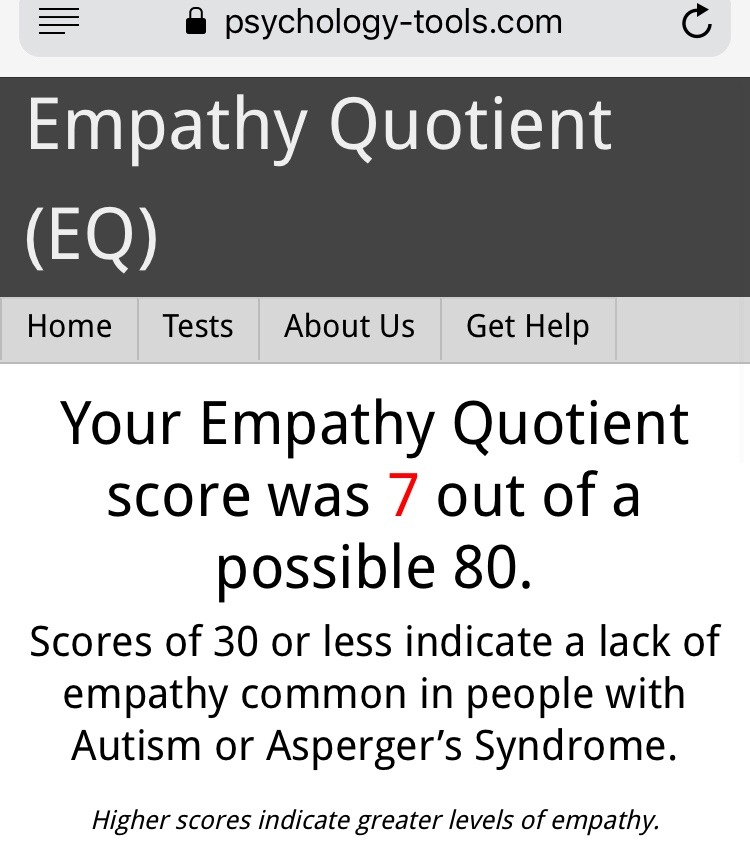 psychology-tools.com
Empathy Quotient
(EQ)
Home Tests About Us Get Help
Your Empathy Quotient
score was 7 out of a
possible 80.
Scores of 30 or less indicate a lack of
empathy common in people with
Autism or Asperger’s Syndrome.
Higher scores indicate greater levels of empathy.